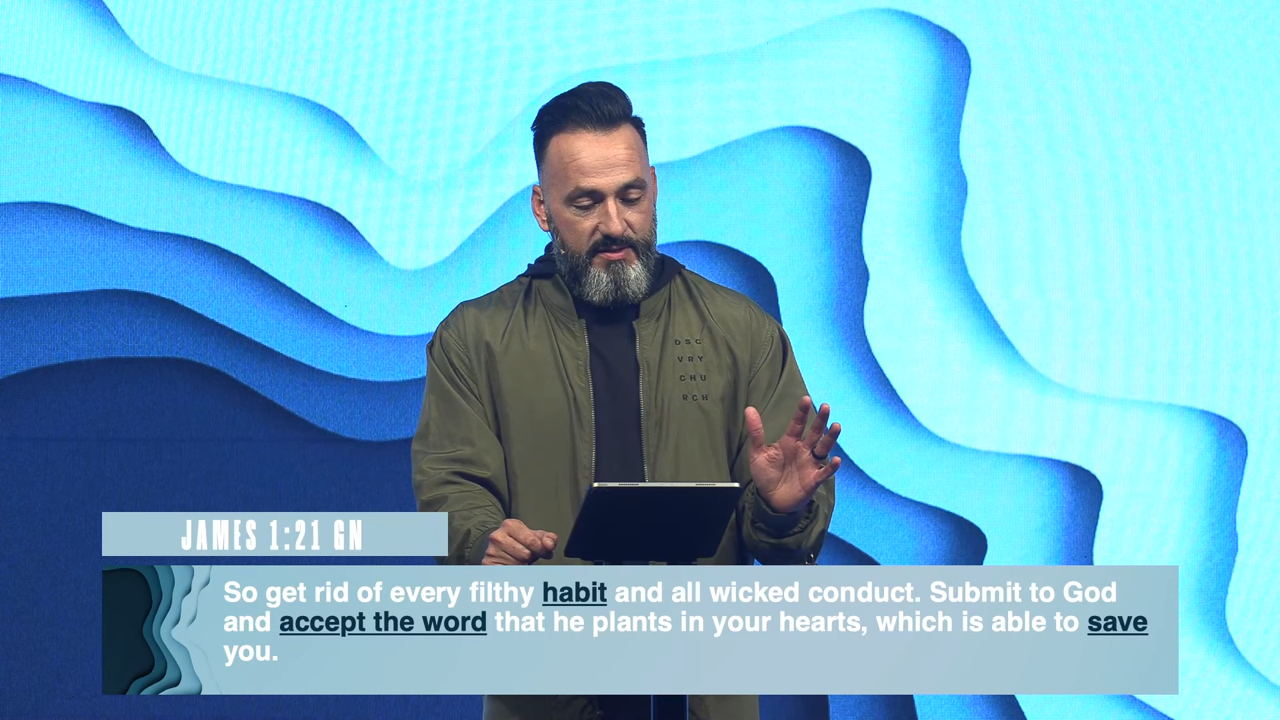 DSC
VRY
CHU
RCH
JAMES 1:21 GN
So get rid of every filthy habit and all wicked conduct. Submit to God
and accept the word that he plants in your hearts, which is able to save
you.